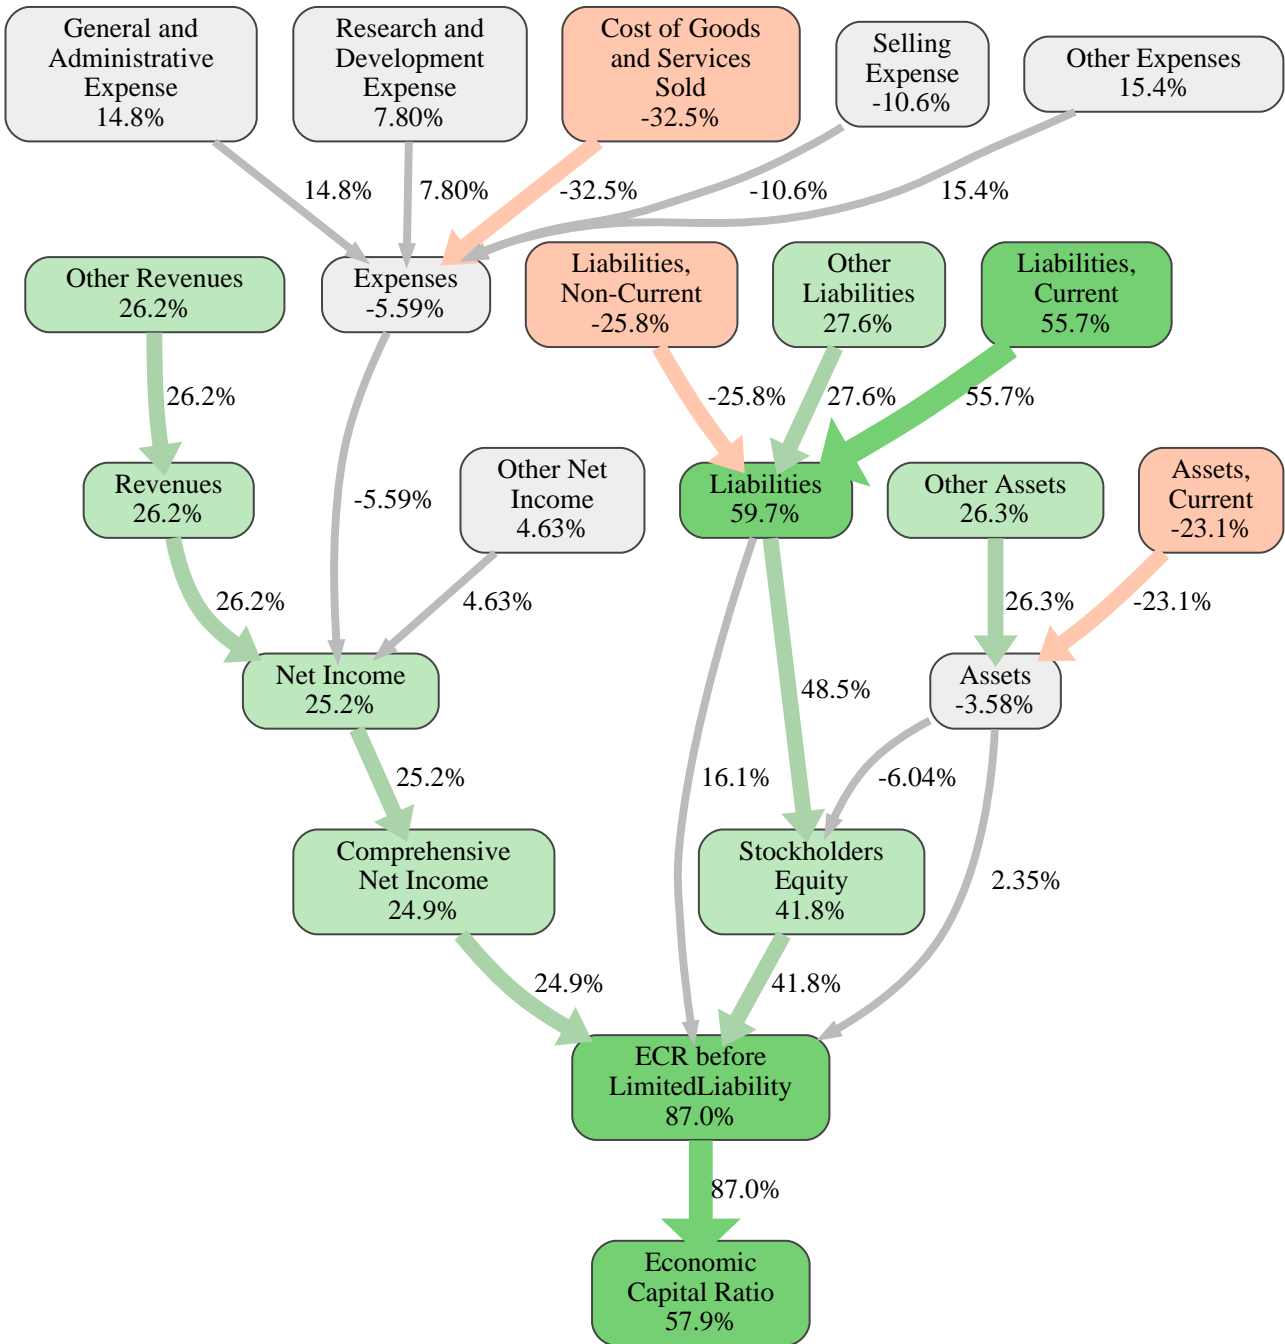 General and
Administrative
Expense
14.8%
Research and
Development
Expense
7.80%
Cost of Goods
and Services
Sold
-32.5%
Selling
Expense
-10.6%
Other Expenses
15.4%
14.8%
7.80%
-32.5%
-10.6%
15.4%
Other Revenues
26.2%
Expenses
-5.59%
Liabilities,
Non-Current
-25.8%
Other
Liabilities
27.6%
Liabilities,
Current
55.7%
26.2%
-25.8%
27.6%
55.7%
Revenues
26.2%
-5.59%
Other Net
Income
4.63%
Liabilities
59.7%
Other Assets
26.3%
Assets,
Current
-23.1%
26.2%
4.63%
26.3%
-23.1%
Net Income
25.2%
48.5%
Assets
-3.58%
25.2%
16.1%
-6.04%
Comprehensive
Net Income
24.9%
Stockholders
Equity
41.8%
2.35%
24.9%
41.8%
ECR before
LimitedLiability
87.0%
87.0%
Economic
Capital Ratio
57.9%